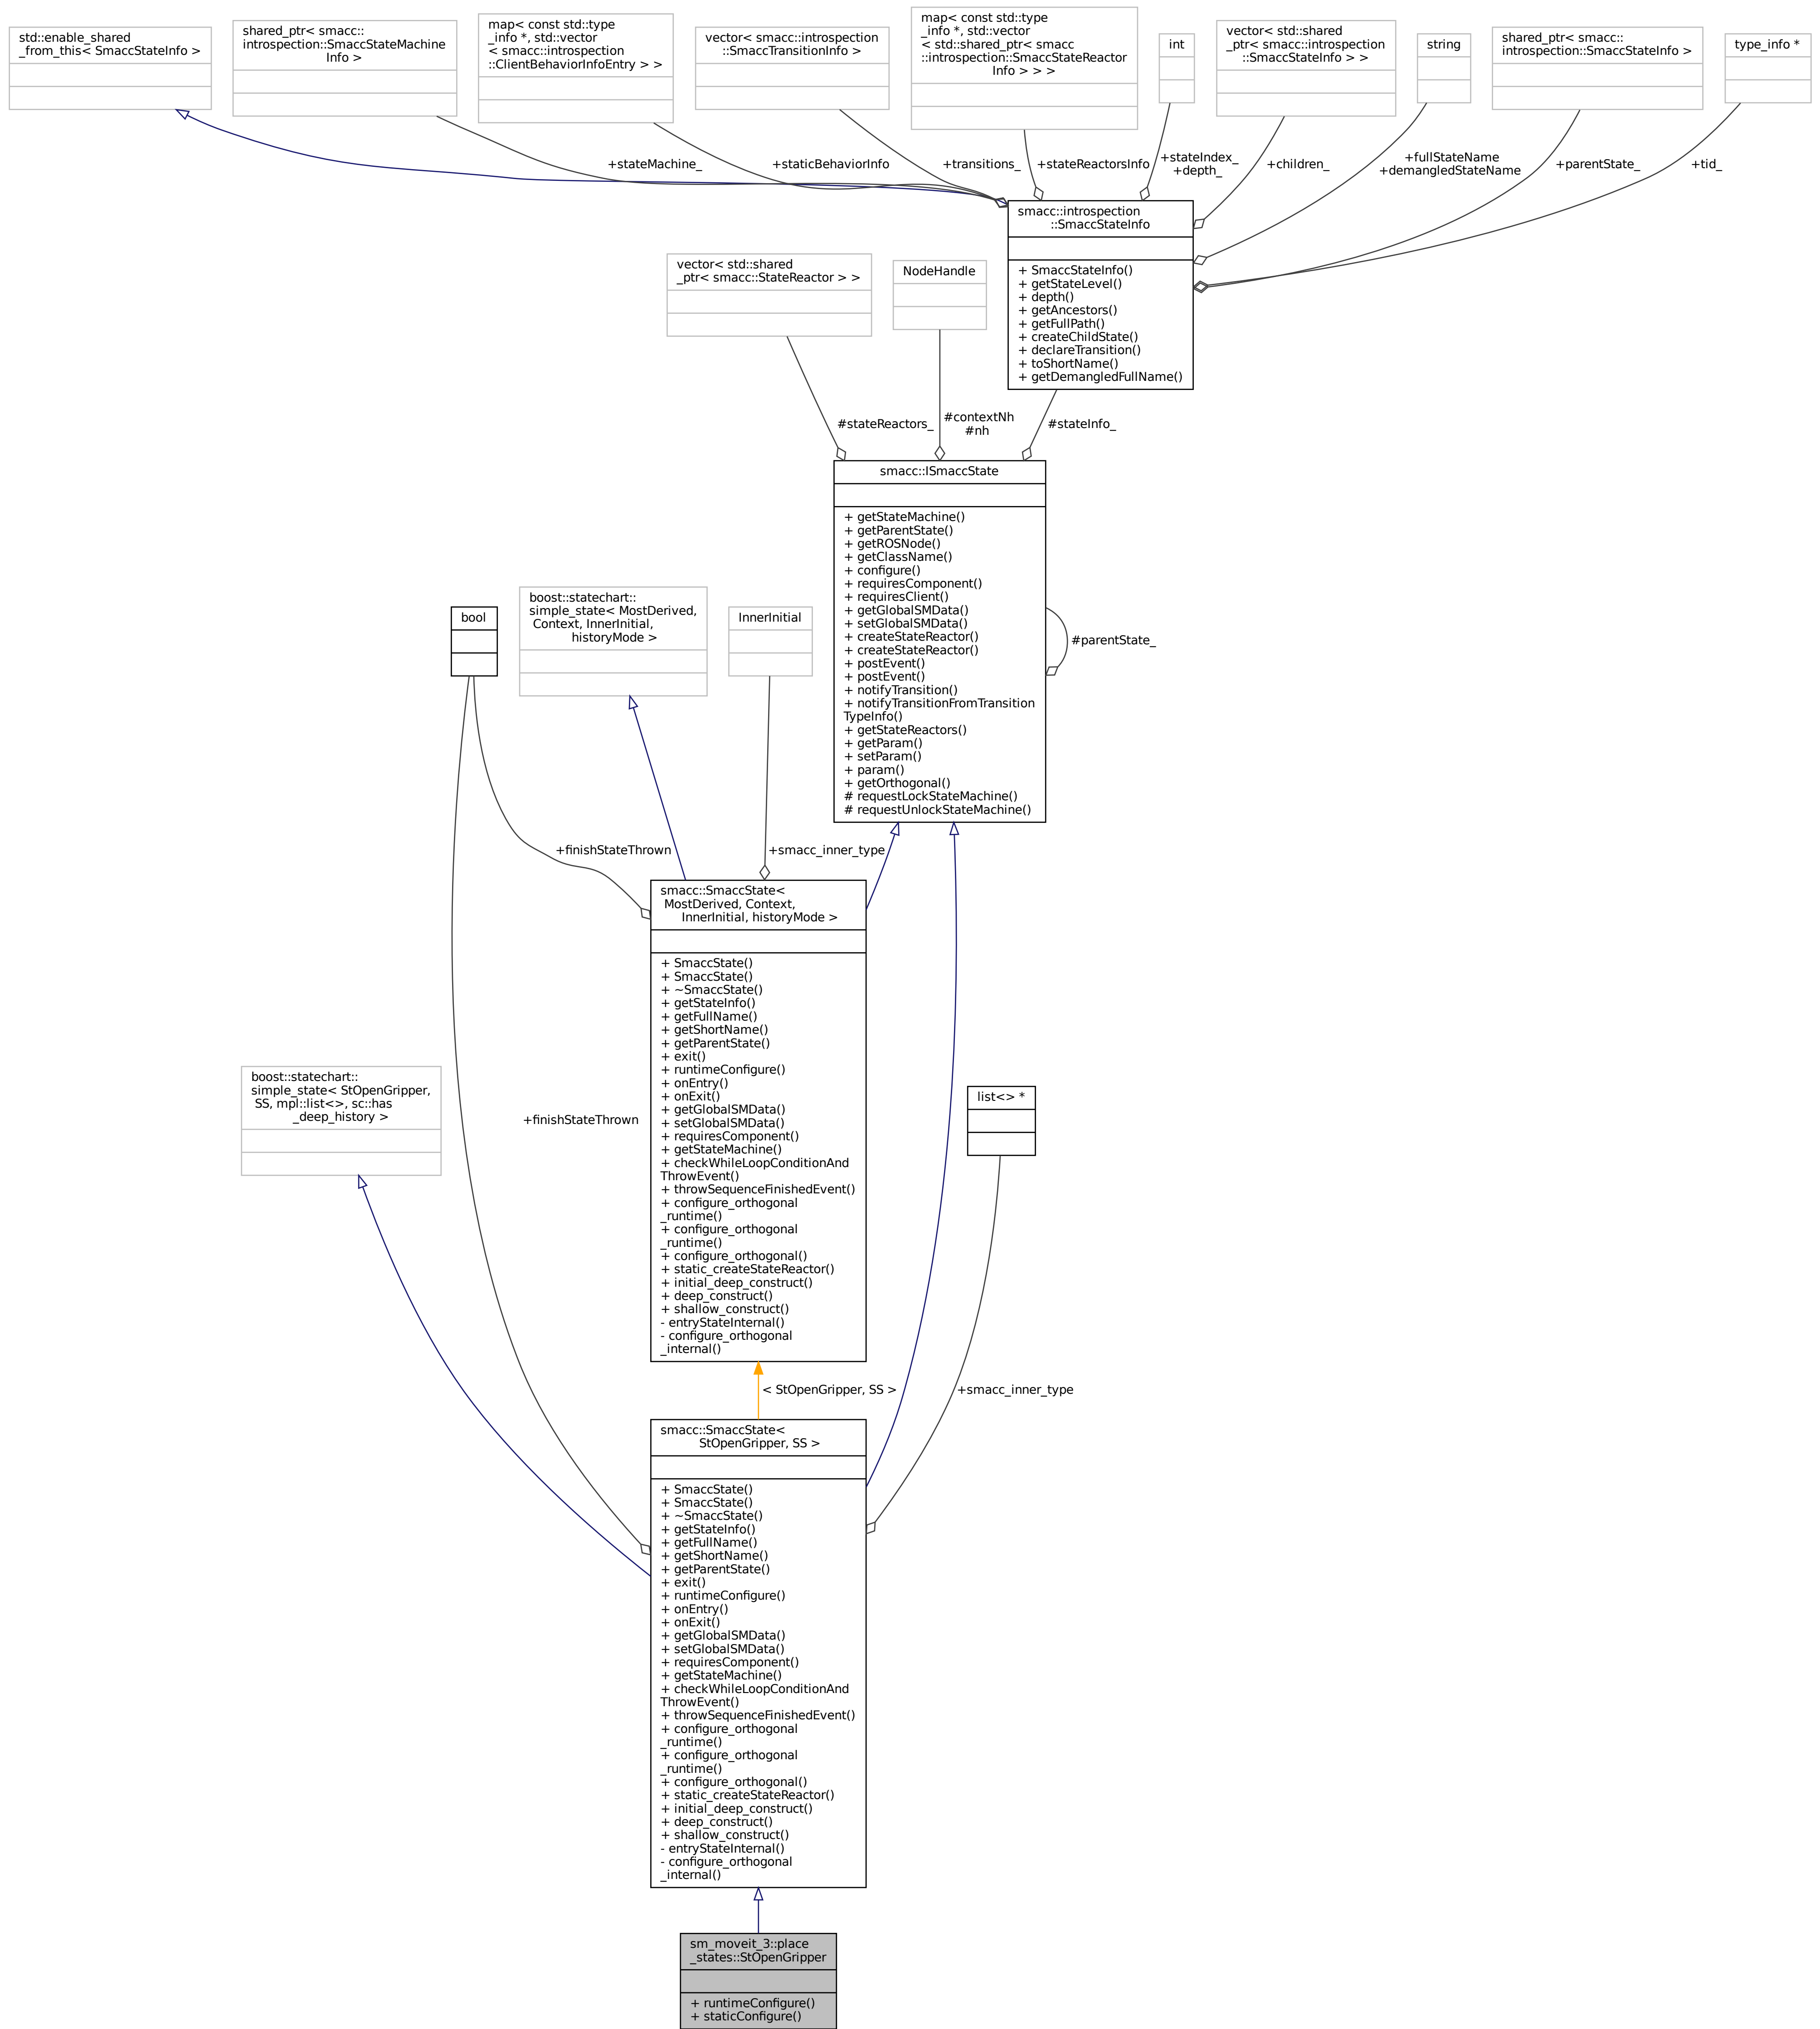 std::enable_shared
_from_this< SmaccStateInfo >
shared_ptr< smacc::
introspection::SmaccStateMachine
Info >
map< const std::type
_info *, std::vector
< smacc::introspection
::ClientBehaviorInfoEntry > >
vector< smacc::introspection
::SmaccTransitionInfo >
map< const std::type
_info *, std::vector
< std::shared_ptr< smacc
::introspection::SmaccStateReactor
Info > > >
int
vector< std::shared
_ptr< smacc::introspection
::SmaccStateInfo > >
string
shared_ptr< smacc::
introspection::SmaccStateInfo >
type_info *
+stateMachine_
+staticBehaviorInfo
+transitions_
+stateReactorsInfo
+stateIndex_
+depth_
+children_
+fullStateName
+demangledStateName
+parentState_
+tid_
smacc::introspection
::SmaccStateInfo
+ SmaccStateInfo()
+ getStateLevel()
+ depth()
+ getAncestors()
+ getFullPath()
+ createChildState()
+ declareTransition()
+ toShortName()
+ getDemangledFullName()
vector< std::shared
_ptr< smacc::StateReactor > >
NodeHandle
#stateReactors_
#contextNh
#nh
#stateInfo_
smacc::ISmaccState
+ getStateMachine()
+ getParentState()
+ getROSNode()
+ getClassName()
+ configure()
+ requiresComponent()
+ requiresClient()
+ getGlobalSMData()
+ setGlobalSMData()
+ createStateReactor()
+ createStateReactor()
+ postEvent()
+ postEvent()
+ notifyTransition()
+ notifyTransitionFromTransition
TypeInfo()
+ getStateReactors()
+ getParam()
+ setParam()
+ param()
+ getOrthogonal()
# requestLockStateMachine()
# requestUnlockStateMachine()
#parentState_
bool
boost::statechart::
simple_state< MostDerived,
Context, InnerInitial,
historyMode >
InnerInitial
+finishStateThrown
+smacc_inner_type
smacc::SmaccState<
MostDerived, Context,
InnerInitial, historyMode >
+ SmaccState()
+ SmaccState()
+ ~SmaccState()
+ getStateInfo()
+ getFullName()
+ getShortName()
+ getParentState()
+ exit()
+ runtimeConfigure()
+ onEntry()
+ onExit()
+ getGlobalSMData()
+ setGlobalSMData()
+ requiresComponent()
+ getStateMachine()
+ checkWhileLoopConditionAnd
ThrowEvent()
+ throwSequenceFinishedEvent()
+ configure_orthogonal
_runtime()
+ configure_orthogonal
_runtime()
+ configure_orthogonal()
+ static_createStateReactor()
+ initial_deep_construct()
+ deep_construct()
+ shallow_construct()
- entryStateInternal()
- configure_orthogonal
_internal()
boost::statechart::
simple_state< StOpenGripper,
SS, mpl::list<>, sc::has
_deep_history >
+finishStateThrown
list<> *
< StOpenGripper, SS >
+smacc_inner_type
smacc::SmaccState<
StOpenGripper, SS >
+ SmaccState()
+ SmaccState()
+ ~SmaccState()
+ getStateInfo()
+ getFullName()
+ getShortName()
+ getParentState()
+ exit()
+ runtimeConfigure()
+ onEntry()
+ onExit()
+ getGlobalSMData()
+ setGlobalSMData()
+ requiresComponent()
+ getStateMachine()
+ checkWhileLoopConditionAnd
ThrowEvent()
+ throwSequenceFinishedEvent()
+ configure_orthogonal
_runtime()
+ configure_orthogonal
_runtime()
+ configure_orthogonal()
+ static_createStateReactor()
+ initial_deep_construct()
+ deep_construct()
+ shallow_construct()
- entryStateInternal()
- configure_orthogonal
_internal()
sm_moveit_3::place
_states::StOpenGripper
+ runtimeConfigure()
+ staticConfigure()